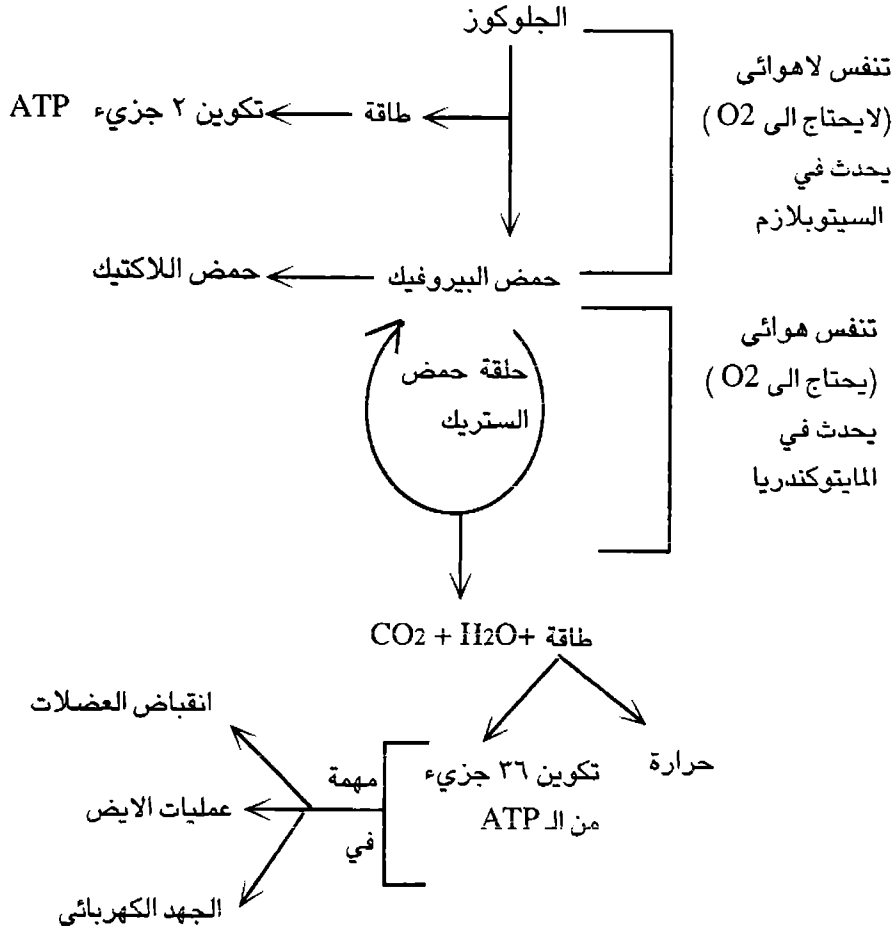 الجلوكوز
تنفس لاهوائى
(لايحتاج الى O2)
يحدث في
السيتوبلازم
طاقة
تكوين ٢ جزيء ATP
حمض البيروفيك
حمض اللاكتيك
تنفس هوائى
(يحتاج الى O2)
يحدث في
المايتوكندريا
حلقة حمض
الستريك
CO2 + H2O+ طاقة
حرارة
تكوين ٣٦ جزيء
من الـ ATP
مهمة
في
انقباض العضلات
عمليات الايض
الجهد الكهربائي